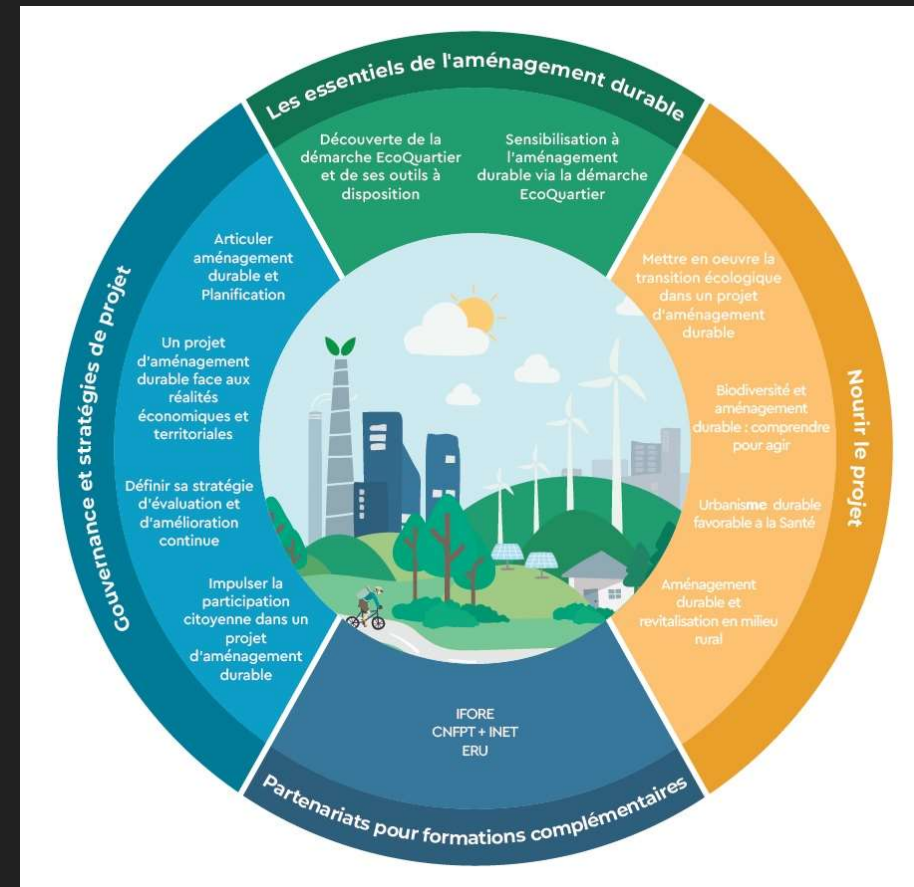 Les essentiels de l'aménagement durable
Découverte de la
démarche EcoQuartier
et de ses outils à
disposition
Sensibilisation à
l'aménagement
durable via la démarche
EcoQuartier
Gouvernance et stratégies de projet
Articuler
aménagement
durable et
Planification
Un projet
d'aménagement
durable face aux
réalités
économiques et
territoriales
Définir sa stratégie
d'évaluation et
d'amélioration
continue
Impulser la
participation
citoyenne dans un
projet
d'aménagement
durable
Nourrir le projet
Mettre en oeuvre la
transition écologique
dans un projet
d'aménagement
durable
Biodiversité et
aménagement
durable : comprendre
pour agir
Urbanisme durable
favorable a la Santé
Aménagement
durable et
revitalisation en milieu
rural
IFORE
CNFPT + INET
ERU
Partenariats pour formations complémentaires